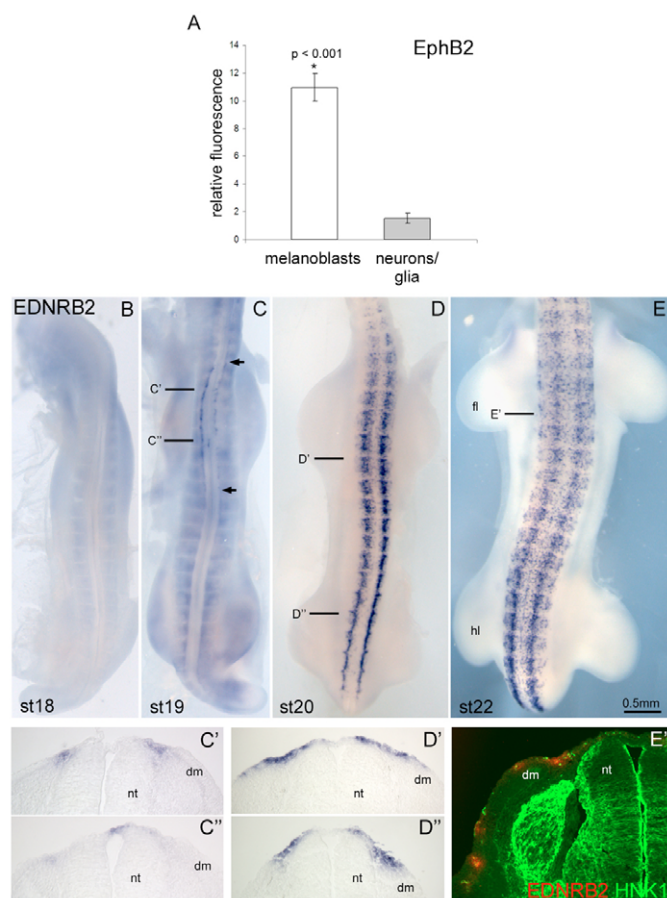 A
EphB2
p < 0.001
*
relative fluorescence
14
12
10
8
6
4
2
0
melanoblasts
neurons/
glia
EDNRB2
B
C
D
E
C'
C''
D'
D''
fl
E'
hl
st18
st19
st20
st22
0.5mm
C'
dm
nt
D'
dm
nt
E'
dm
nt
C''
dm
nt
D''
nt
dm
EDNRB2 HNK1